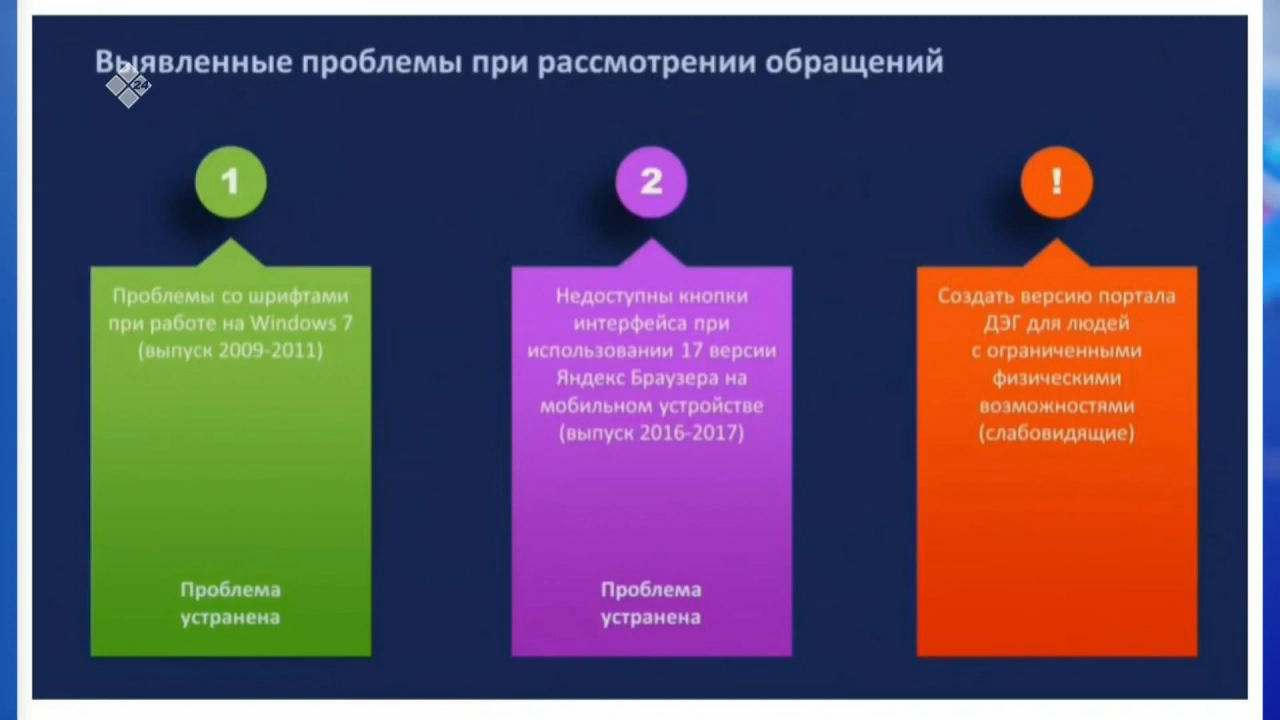 Выявленные проблемы при рассмотрении обращений
24
1
Проблемы со шрифтами
при работе на Windows 7
(выпуск 2009-2011)
Проблема
устранена
2
Недоступны кнопки
интерфейса при
использовании 17 версии
Яндекс Браузера на
мобильном устройстве
(выпуск 2016-2017)
Проблема
устранена
!
Создать версию портала
ДЭГ для людей
с ограниченными
физическими
возможностями
(слабовидящие)